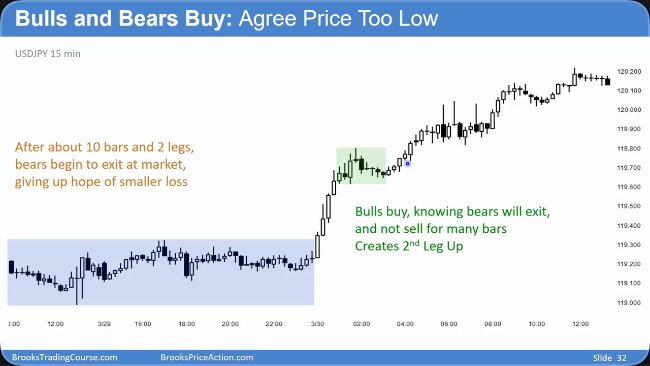 Bulls and Bears Buy: Agree Price Too Low
USDJPY 15 min
After about 10 bars and 2 legs,
bears begin to exit at market,
giving up hope of smaller loss
Bulls buy, knowing bears will exit,
and not sell for many bars
Creates 2nd Leg Up
120.200
120.100
120.000
119.900
119.800
119.700
119.600
119.500
119.400
119.300
119.200
119.100
119.000
0:00 12:00 3/29 16:00 18:00 20:00 22:00 3/30 02:00 04:00 06:00 08:00 10:00 12:00
BrooksTradingCourse.com BrooksPriceAction.com Slide 32